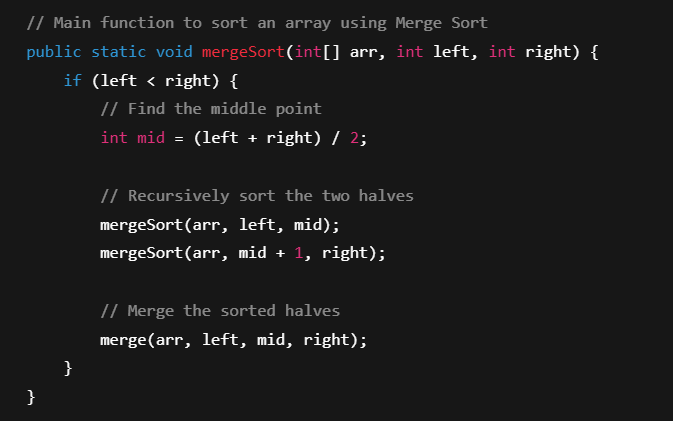 // Main function to sort an array using Merge Sort
public static void mergeSort(int[] arr, int left, int right) {
    if (left < right) {
        // Find the middle point
        int mid = (left + right) / 2;
        // Recursively sort the two halves
        mergeSort(arr, left, mid);
        mergeSort(arr, mid + 1, right);
        // Merge the sorted halves
        merge(arr, left, mid, right);
    }
}